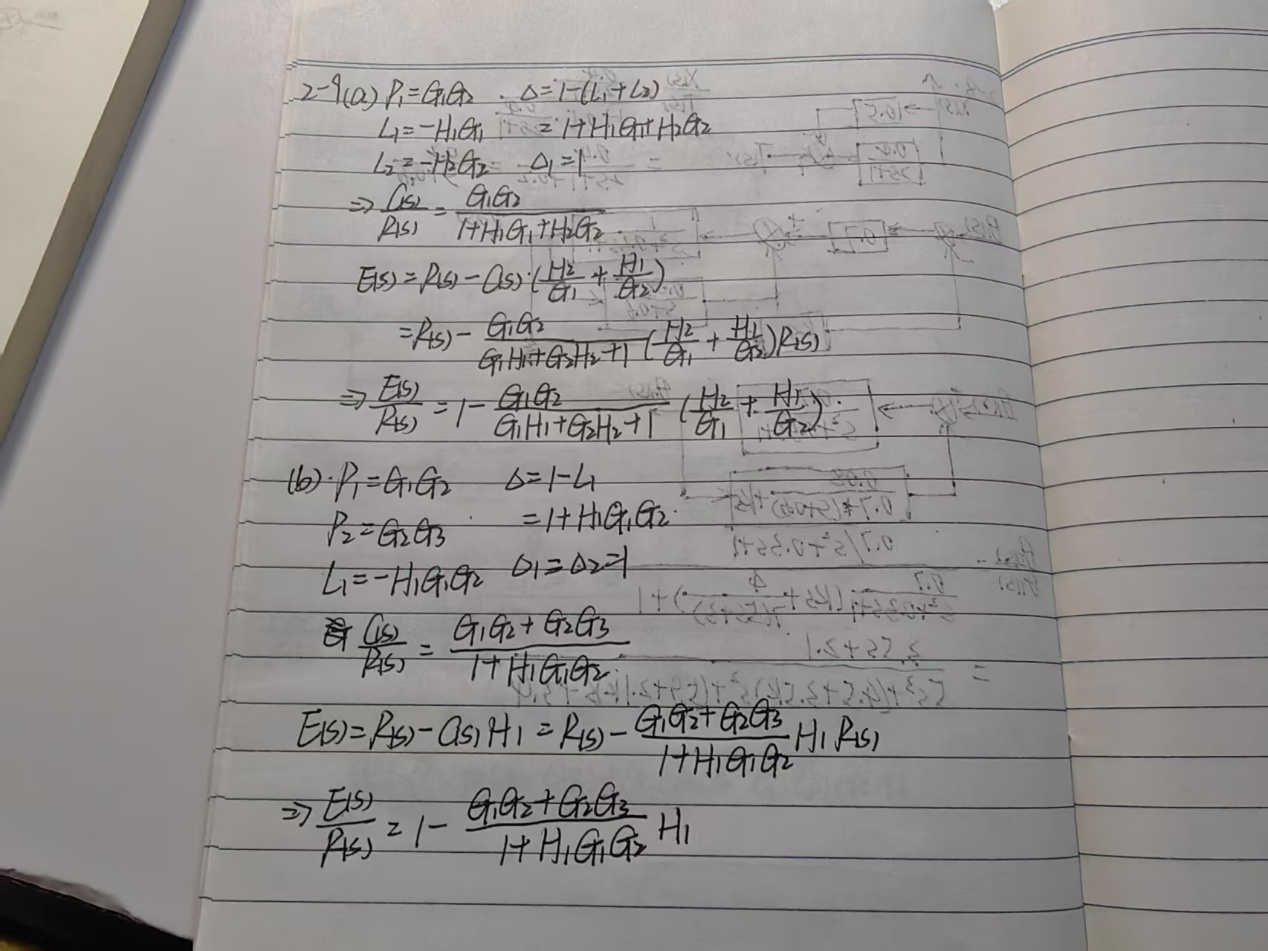 2-9(a) P₁=G₁G₂ Δ=1-(L₁+L₂)
L₁=-H₁G₁ =1+H₁G₁+H₂G₂
L₂=-H₂G₂ Δ₁=1
⇒ C(s)/R(s) = G₁G₂/(1+H₁G₁+H₂G₂)
E(s)=R(s)-C(s)·(H₂/G₁+H₁/G₂)
=R(s)-G₁G₂/(G₁H₁+G₂H₂+1) (H₂/G₁+H₁/G₂)R(s)
⇒ E(s)/R(s) = 1-G₁G₂/(G₁H₁+G₂H₂+1) (H₂/G₁+H₁/G₂)
(b)·P₁=G₁G₂ Δ=1-L₁
P₂=G₂G₃ =1+H₁G₁G₂
L₁=-H₁G₁G₂ Δ₁=Δ₂=1
C(s)/R(s) = (G₁G₂+G₂G₃)/(1+H₁G₁G₂)
E(s)=R(s)-C(s)H₁=R(s)-(G₁G₂+G₂G₃)/(1+H₁G₁G₂) H₁R(s)
⇒ E(s)/R(s) = 1-(G₁G₂+G₂G₃)/(1+H₁G₁G₂) H₁